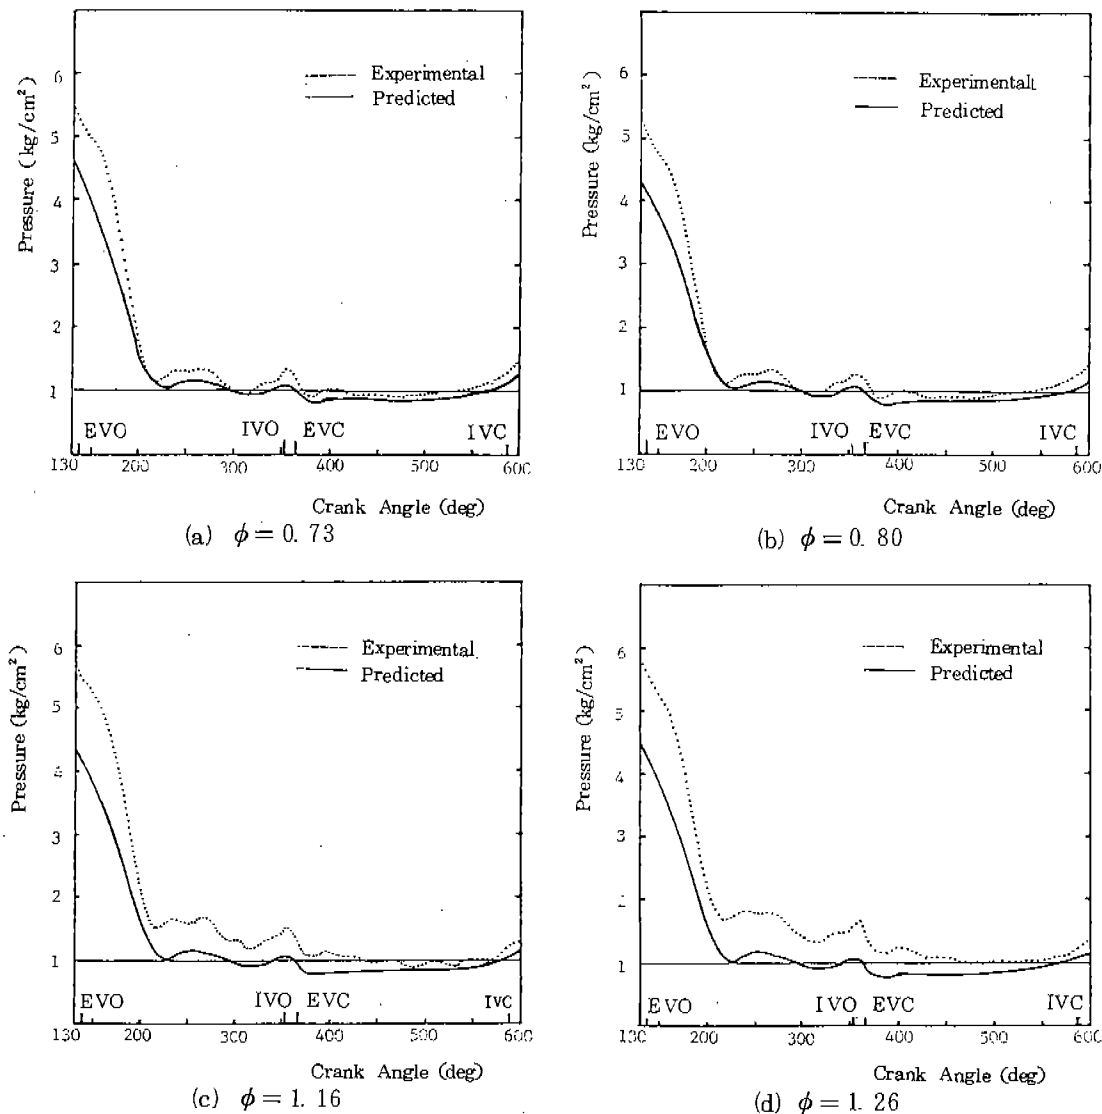 6
5
4
3
2
1
Pressure (kg/cm²)
Experimental
Predicted
EVO IVO EVC IVC
130 200 300 400 500 600
Crank Angle (deg)
(a) φ = 0. 73
6
5
4
3
2
1
Pressure (kg/cm²)
Experimental
Predicted
EVO IVO EVC IVC
130 200 300 400 500 600
Crank Angle (deg)
(b) φ = 0. 80
6
5
4
3
2
1
Pressure (kg/cm²)
Experimental
Predicted
EVO IVO EVC IVC
130 200 300 400 500 600
Crank Angle (deg)
(c) φ = 1. 16
6
5
4
3
2
1
Pressure (kg/cm²)
Experimental
Predicted
EVO IVO EVC IVC
130 200 300 400 500 600
Crank Angle (deg)
(d) φ = 1. 26